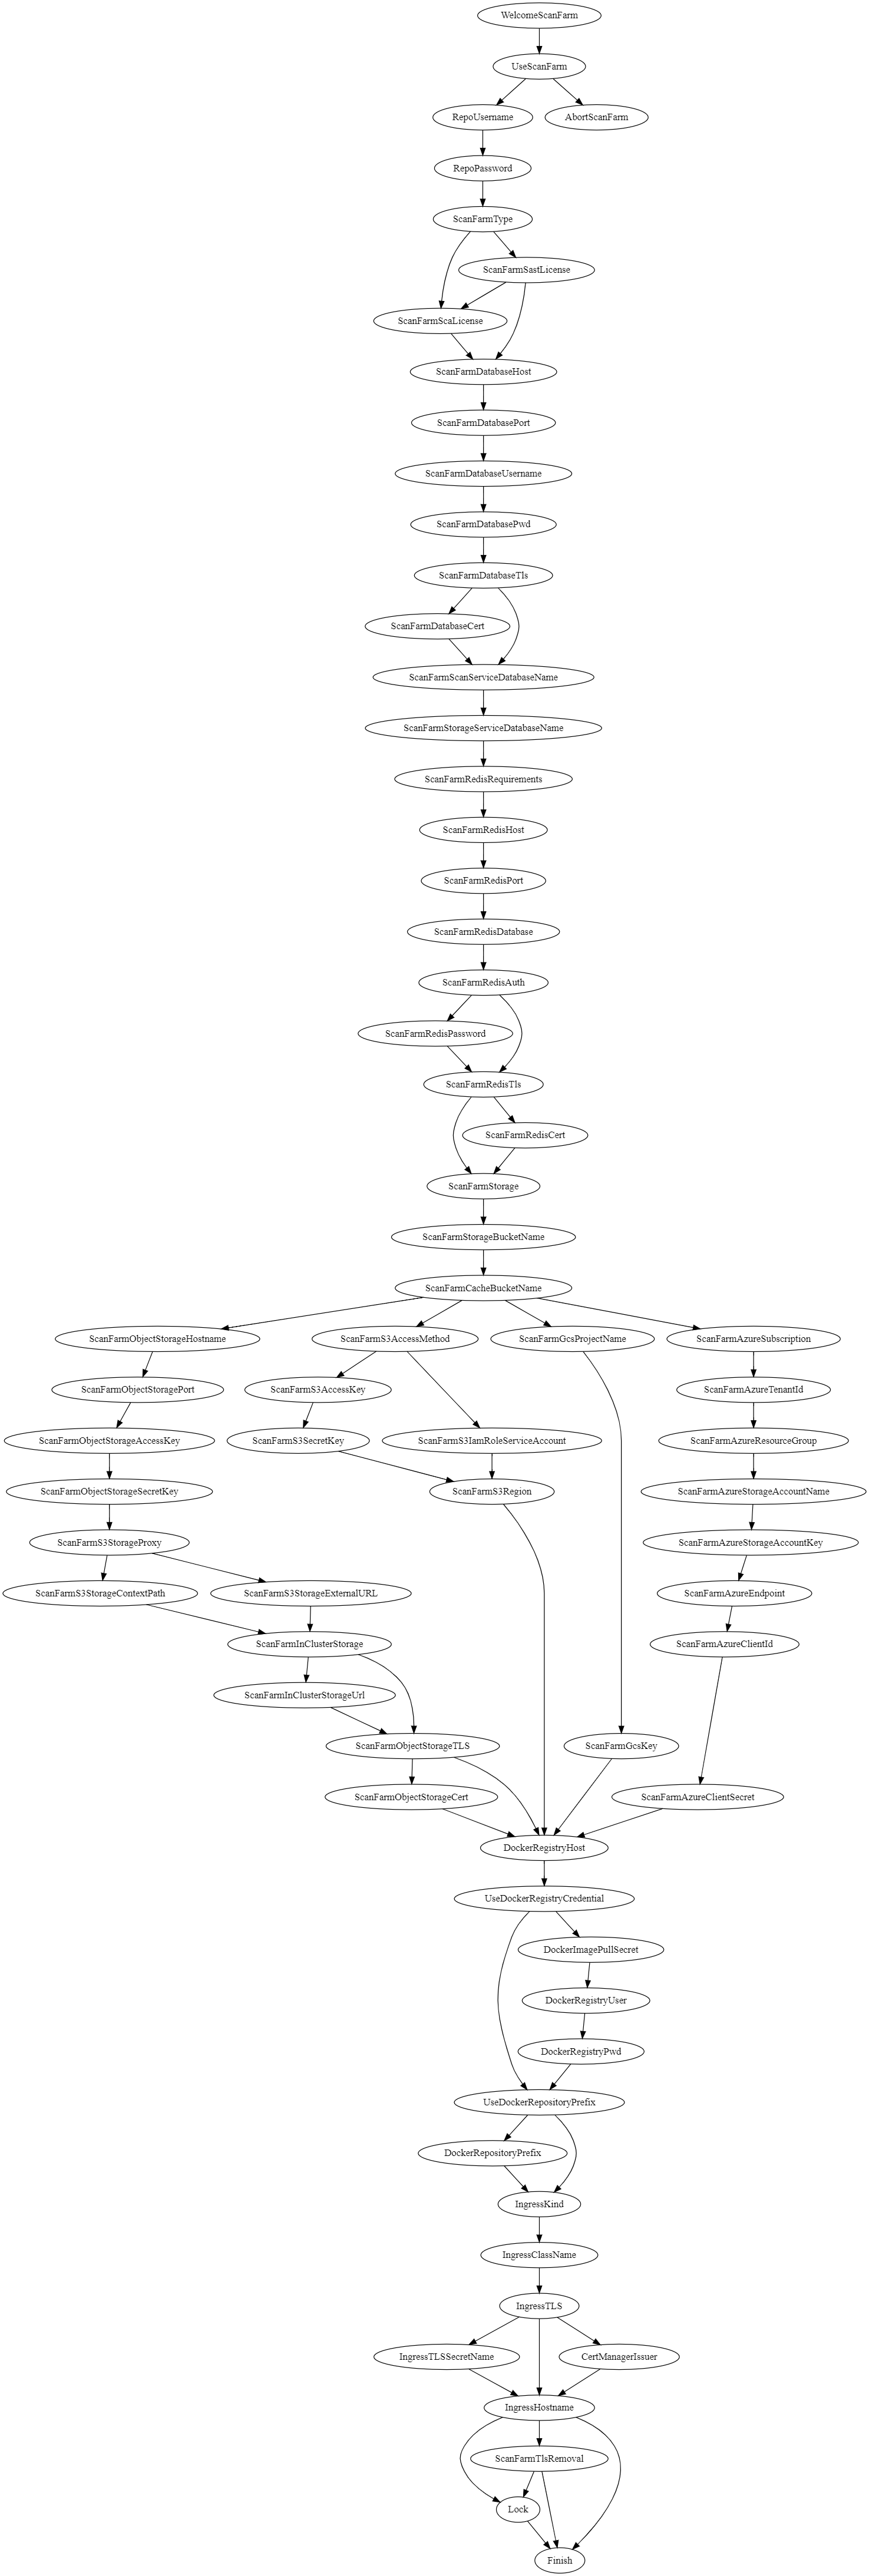 WelcomeScanFarm
UseScanFarm
RepoUsername
AbortScanFarm
RepoPassword
ScanFarmType
ScanFarmSastLicense
ScanFarmScaLicense
ScanFarmDatabaseHost
ScanFarmDatabasePort
ScanFarmDatabaseUsername
ScanFarmDatabasePwd
ScanFarmDatabaseTls
ScanFarmDatabaseCert
ScanFarmScanServiceDatabaseName
ScanFarmStorageServiceDatabaseName
ScanFarmRedisRequirements
ScanFarmRedisHost
ScanFarmRedisPort
ScanFarmRedisDatabase
ScanFarmRedisAuth
ScanFarmRedisPassword
ScanFarmRedisTls
ScanFarmRedisCert
ScanFarmStorage
ScanFarmStorageBucketName
ScanFarmCacheBucketName
ScanFarmObjectStorageHostname
ScanFarmS3AccessMethod
ScanFarmGcsProjectName
ScanFarmAzureSubscription
ScanFarmObjectStoragePort
ScanFarmS3AccessKey
ScanFarmAzureTenantId
ScanFarmObjectStorageAccessKey
ScanFarmS3SecretKey
ScanFarmS3IamRoleServiceAccount
ScanFarmAzureResourceGroup
ScanFarmObjectStorageSecretKey
ScanFarmS3Region
ScanFarmAzureStorageAccountName
ScanFarmS3StorageProxy
ScanFarmAzureStorageAccountKey
ScanFarmS3StorageContextPath
ScanFarmS3StorageExternalURL
ScanFarmAzureEndpoint
ScanFarmInClusterStorage
ScanFarmAzureClientId
ScanFarmInClusterStorageUrl
ScanFarmObjectStorageTLS
ScanFarmGcsKey
ScanFarmObjectStorageCert
ScanFarmAzureClientSecret
DockerRegistryHost
UseDockerRegistryCredential
DockerImagePullSecret
DockerRegistryUser
DockerRegistryPwd
UseDockerRepositoryPrefix
DockerRepositoryPrefix
IngressKind
IngressClassName
IngressTLS
IngressTLSSecretName
CertManagerIssuer
IngressHostname
ScanFarmTlsRemoval
Lock
Finish